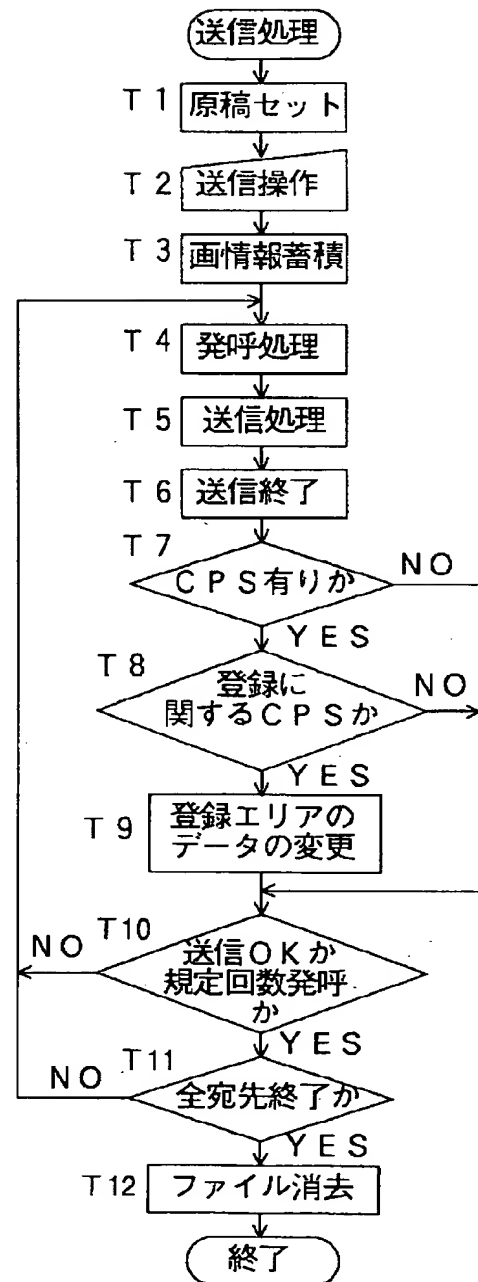 送信処理
T1 原稿セット
T2 送信操作
T3 画情報蓄積
T4 発呼処理
T5 送信処理
T6 送信終了
T7
CPS有りか
NO
YES
T8
登録に
関するCPSか
NO
YES
T9
登録エリアの
データの変更
T10
NO
送信OKか
規定回数発呼
か
YES
T11
NO
全宛先終了か
YES
T12 ファイル消去
終了